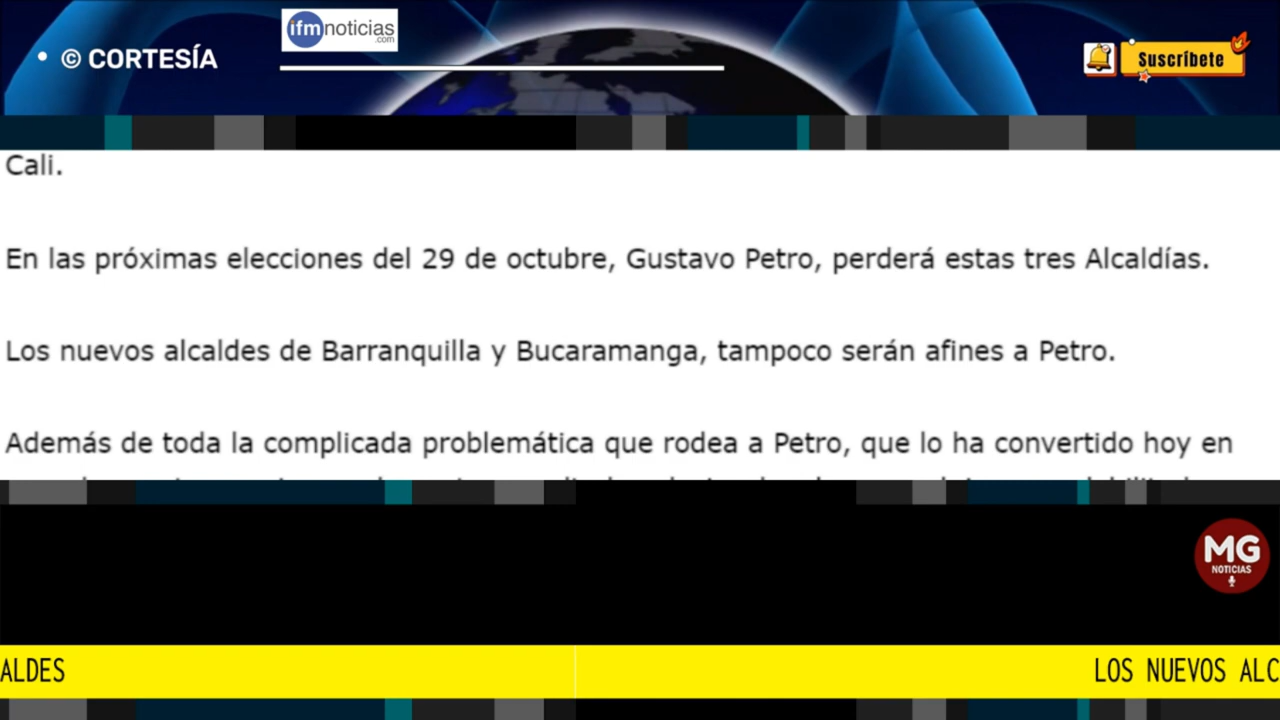 ifmnoticias
.com
© CORTESÍA
Suscríbete
Cali.
En las próximas elecciones del 29 de octubre, Gustavo Petro, perderá estas tres Alcaldías.
Los nuevos alcaldes de Barranquilla y Bucaramanga, tampoco serán afines a Petro.
Además de toda la complicada problemática que rodea a Petro, que lo ha convertido hoy en
MG
NOTICIAS
ALDES
LOS NUEVOS ALC